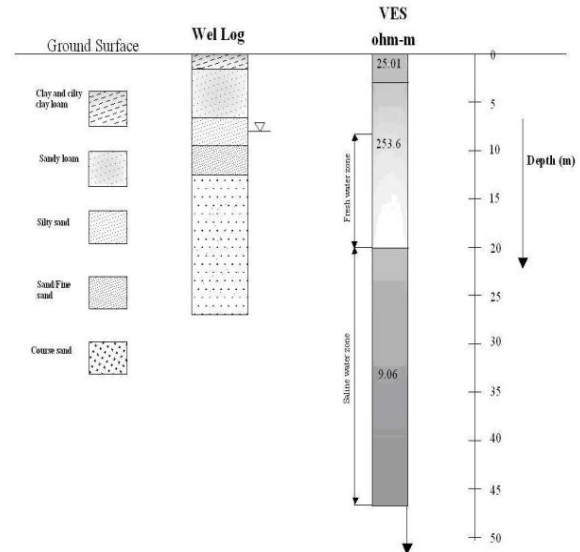 VES
Wel Log
ohm-m
Ground Surface
0
25.01
Clay and cilty
clay loam
5
253.6
10
Depth (m)
Fresh water zone
Sandy loam
15
Silty sand
20
25
Sand/Fine
sand
30
Saline water zone
9.06
Course sand
35
40
45
50